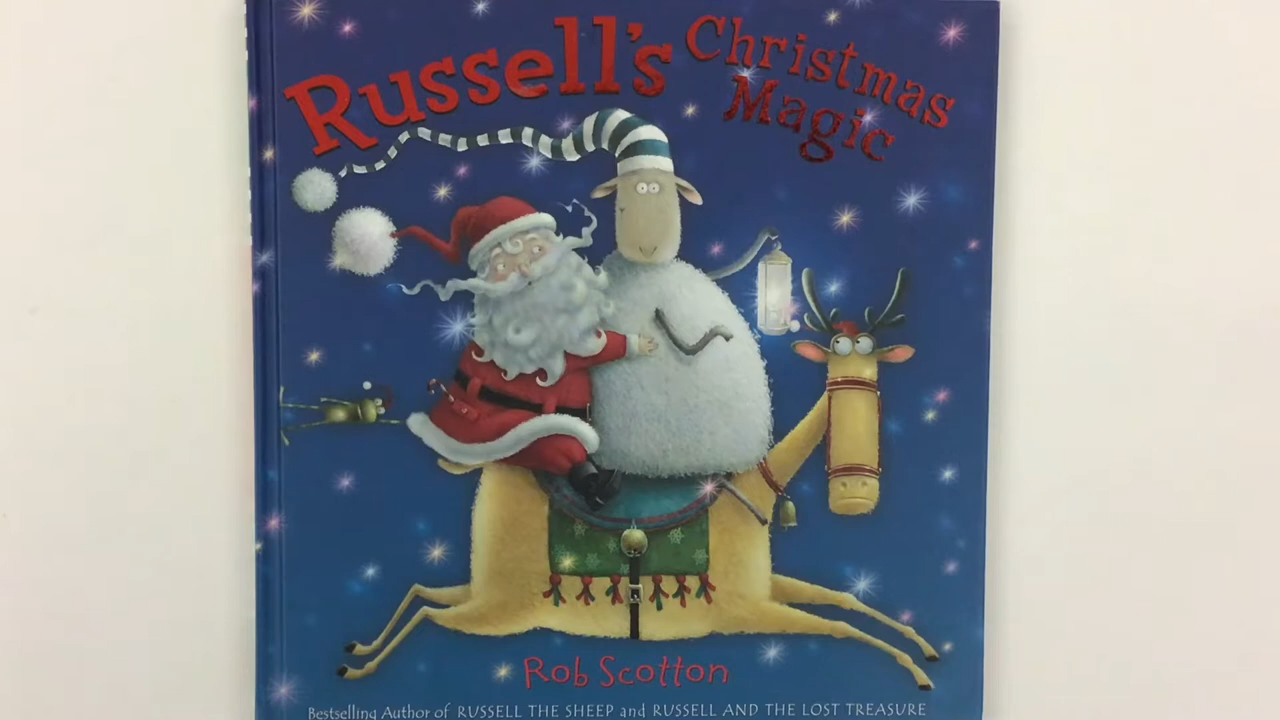 Russell's Christmas
Magic
Rob Scotton
Bestselling Author of RUSSELL THE SHEEP and RUSSELL AND THE LOST TREASURE